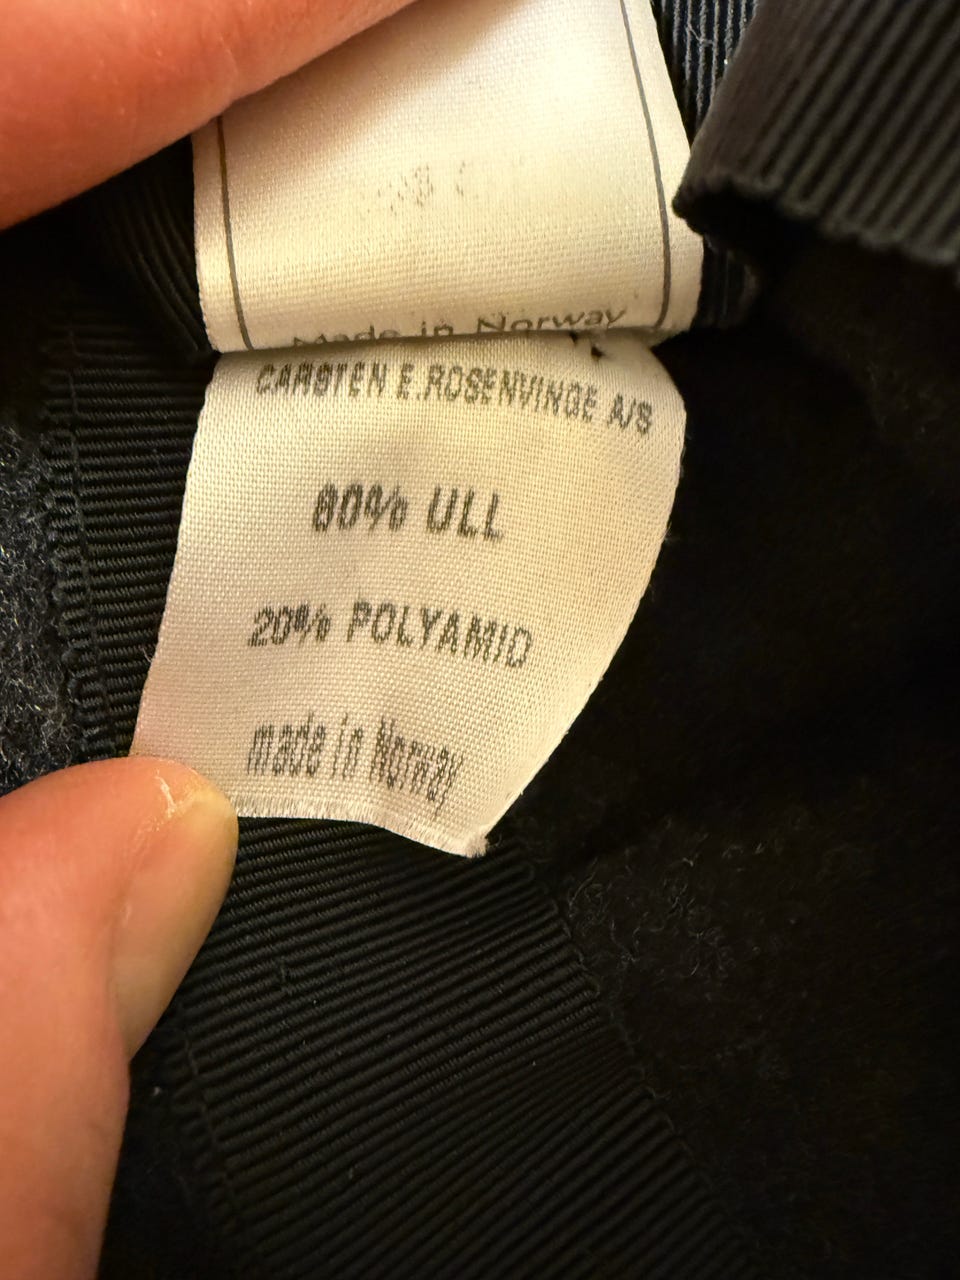 Made in Norway
CARSTEN E.ROSENVINGE A/S
80% ULL
20% POLYAMID
made in Norway